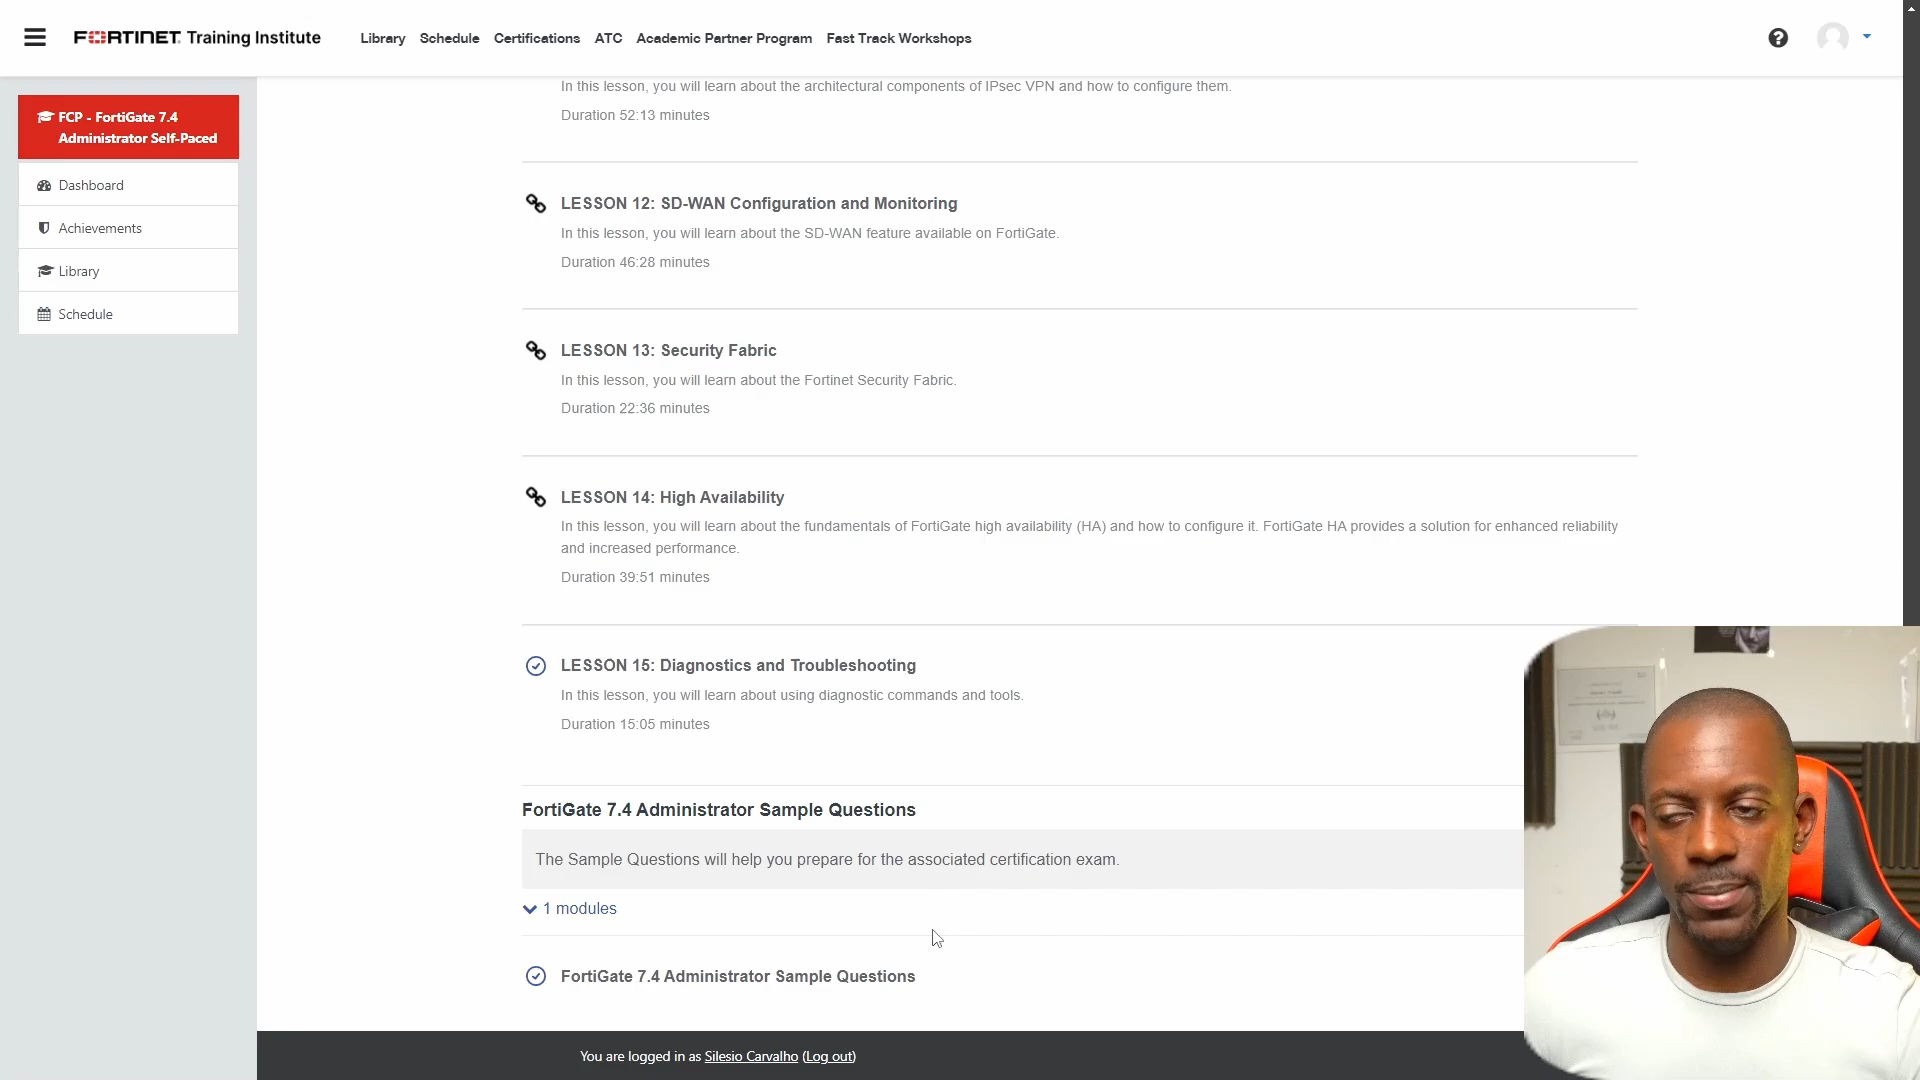 FORTINET Training Institute
Library
Schedule
Certifications
ATC
Academic Partner Program
Fast Track Workshops
FCP - FortiGate 7.4
Administrator Self-Paced
Dashboard
Achievements
Library
Schedule
In this lesson, you will learn about the architectural components of IPsec VPN and how to configure them.
Duration 52:13 minutes
LESSON 12: SD-WAN Configuration and Monitoring
In this lesson, you will learn about the SD-WAN feature available on FortiGate.
Duration 46:28 minutes
LESSON 13: Security Fabric
In this lesson, you will learn about the Fortinet Security Fabric.
Duration 22:36 minutes
LESSON 14: High Availability
In this lesson, you will learn about the fundamentals of FortiGate high availability (HA) and how to configure it. FortiGate HA provides a solution for enhanced reliability
and increased performance.
Duration 39:51 minutes
LESSON 15: Diagnostics and Troubleshooting
In this lesson, you will learn about using diagnostic commands and tools.
Duration 15:05 minutes
FortiGate 7.4 Administrator Sample Questions
The Sample Questions will help you prepare for the associated certification exam.
1 modules
FortiGate 7.4 Administrator Sample Questions
You are logged in as Silesio Carvalho (Log out)